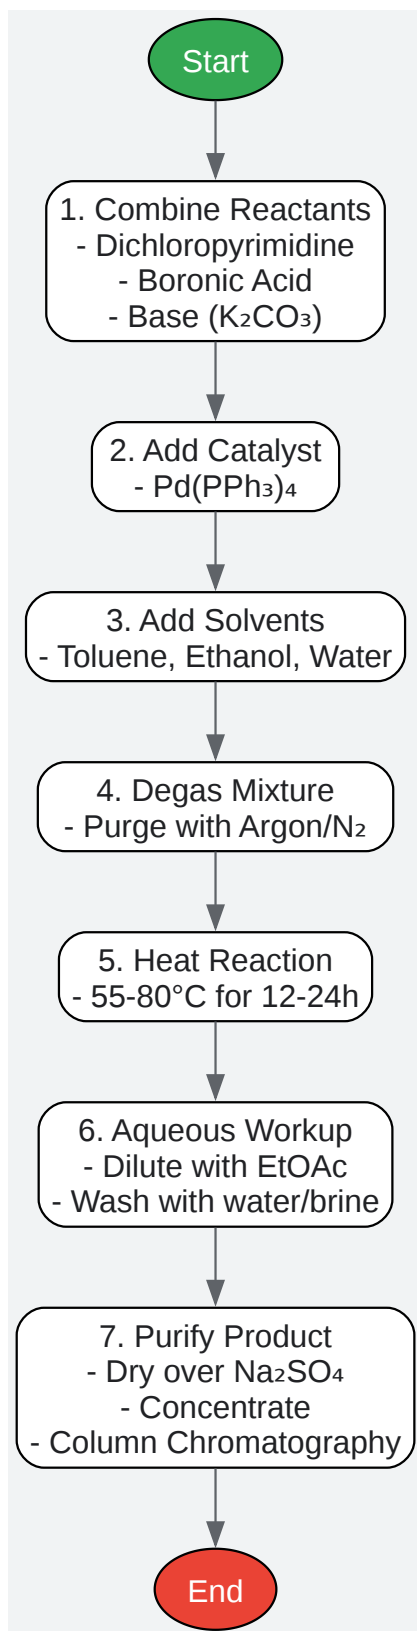 Start
1. Combine Reactants
- Dichloropyrimidine
- Boronic Acid
- Base (K₂CO₃)
2. Add Catalyst
- Pd(PPh₃)₄
3. Add Solvents
- Toluene, Ethanol, Water
4. Degas Mixture
- Purge with Argon/N₂
5. Heat Reaction
- 55-80°C for 12-24h
6. Aqueous Workup
- Dilute with EtOAc
- Wash with water/brine
7. Purify Product
- Dry over Na₂SO₄
- Concentrate
- Column Chromatography
End